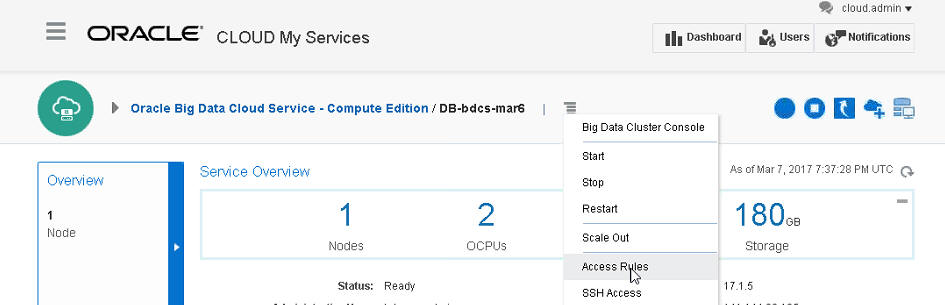 cloud.admin
ORACLE® CLOUD My Services
Dashboard Users Notifications
Oracle Big Data Cloud Service - Compute Edition / DB-bdcs-mar6 |
Big Data Cluster Console
Start
Stop
Restart
Scale Out
Access Rules
SSH Access
Overview
1
Node
Service Overview
As of Mar 7, 2017 7:37:28 PM UTC
1 2 180 GB
Nodes OCPUs Storage
Status: Ready
17.1.5